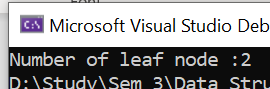 Microsoft Visual Studio Deb
Number of leaf node :2
D:\Study\Sem 3\Data Stru